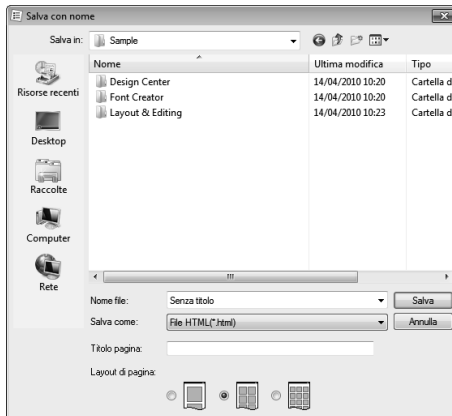 Salva con nome
Salva in: Sample
Nome Ultima modifica Tipo
Design Center 14/04/2010 10:20 Cartella d
Font Creator 14/04/2010 10:20 Cartella d
Layout & Editing 14/04/2010 10:23 Cartella d
Risorse recenti
Desktop
Raccolte
Computer
Rete
Nome file: Senza titolo Salva
Salva come: File HTML(*.html) Annulla
Titolo pagina:
Layout di pagina: